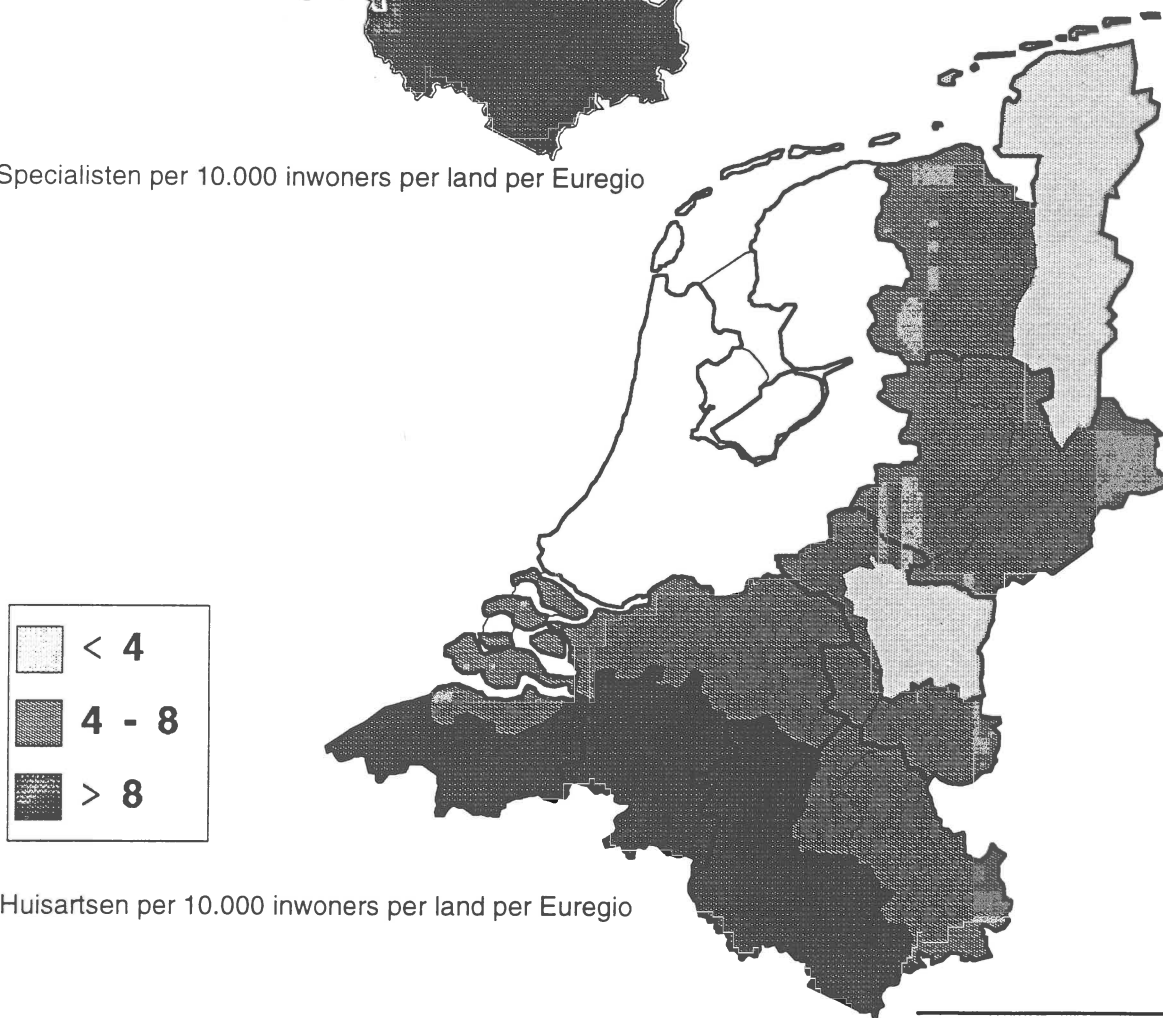 Specialisten per 10.000 inwoners per land per Euregio
< 4
4 - 8
> 8
Huisartsen per 10.000 inwoners per land per Euregio